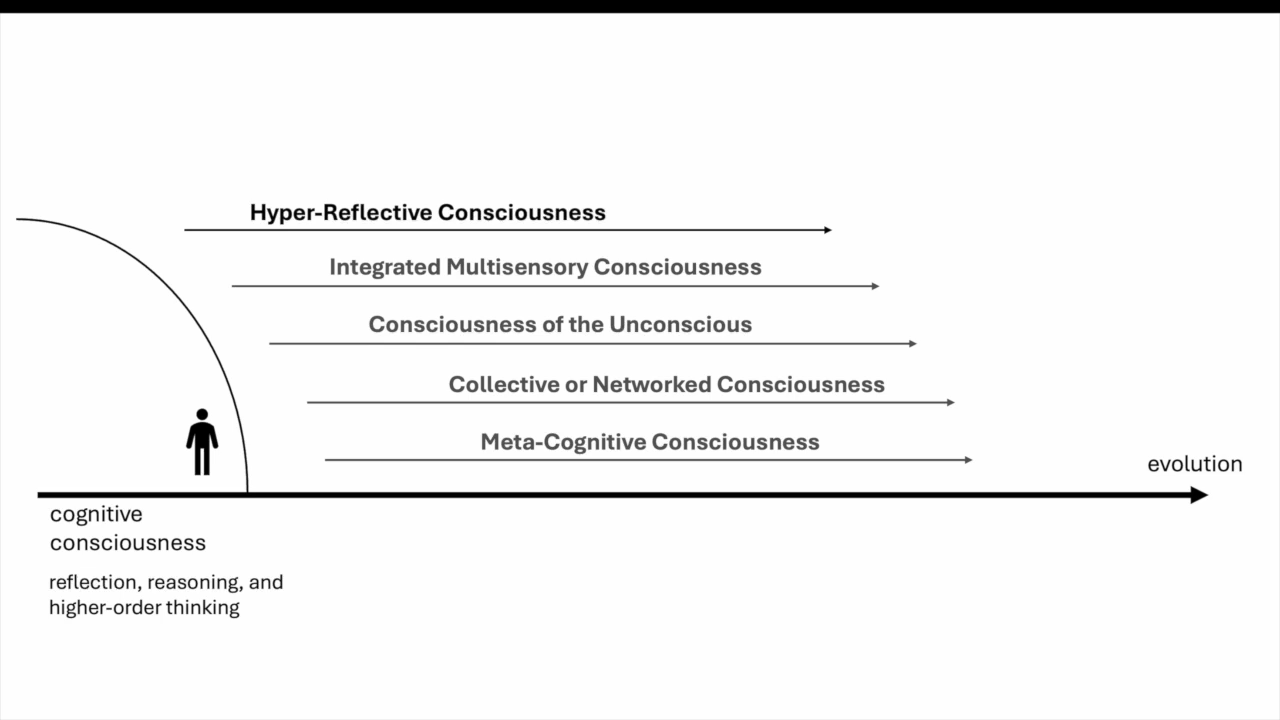 Hyper-Reflective Consciousness
Integrated Multisensory Consciousness
Consciousness of the Unconscious
Collective or Networked Consciousness
Meta-Cognitive Consciousness
evolution
cognitive
consciousness
reflection, reasoning, and
higher-order thinking